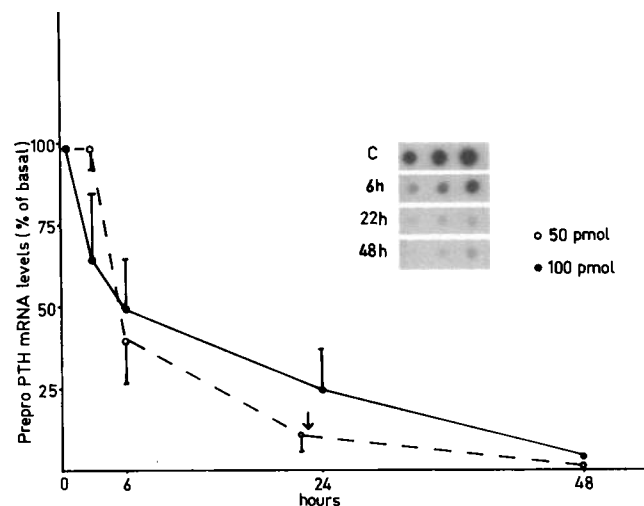 Prepro PTH mRNA levels (% of basal)
100
75
50
25
C
6h
22h
48h
50 pmol
100 pmol
0
6
24
48
hours